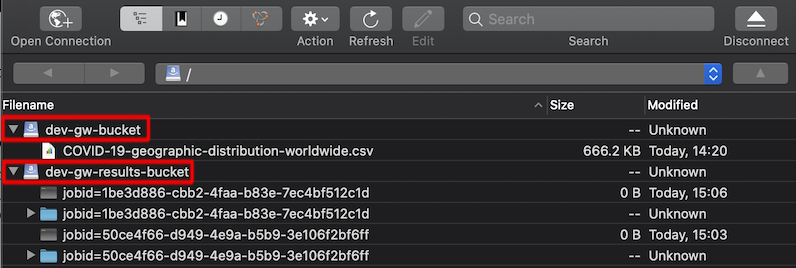 Open Connection Action Refresh Edit Search Search Disconnect
/
Filename Size Modified
dev-gw-bucket -- Unknown
COVID-19-geographic-distribution-worldwide.csv 666.2 KB Today, 14:20
dev-gw-results-bucket -- Unknown
jobid=1be3d886-cbb2-4faa-b83e-7ec4bf512c1d 0 B Today, 15:06
jobid=1be3d886-cbb2-4faa-b83e-7ec4bf512c1d -- Unknown
jobid=50ce4f66-d949-4e9a-b5b9-3e106f2bf6ff 0 B Today, 15:03
jobid=50ce4f66-d949-4e9a-b5b9-3e106f2bf6ff -- Unknown